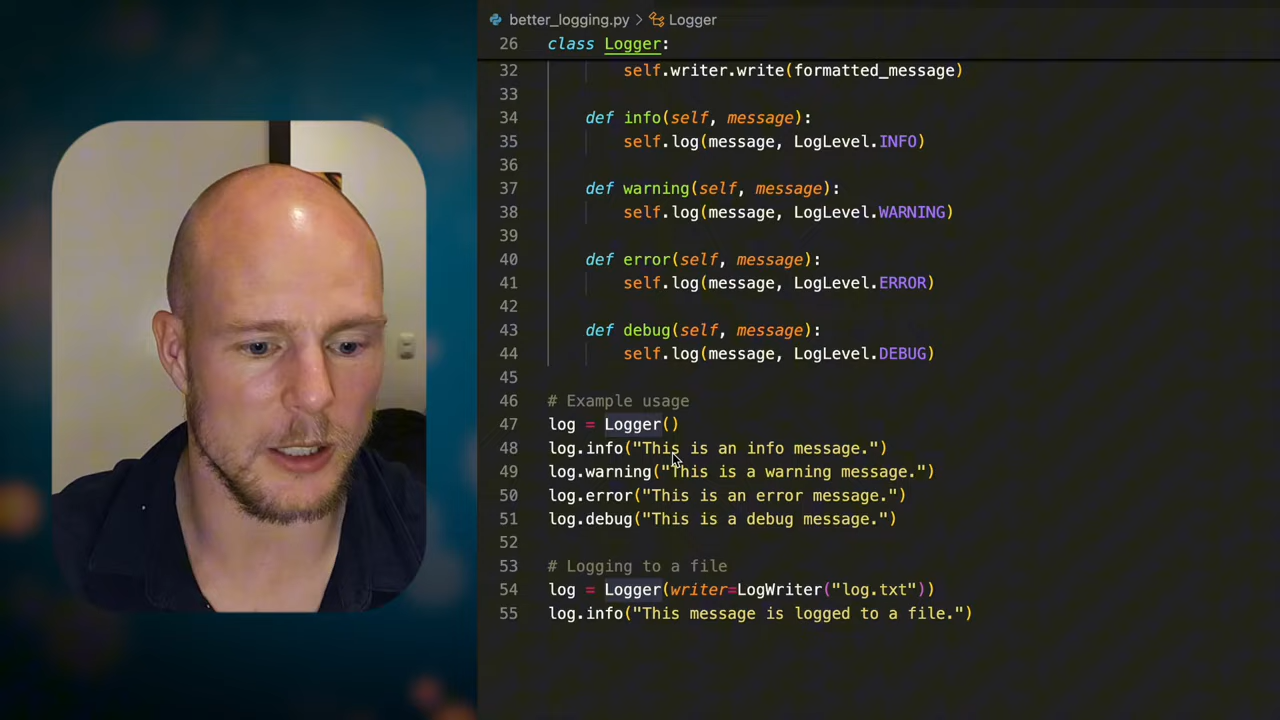 better_logging.py > Logger
26 class Logger:
32 self.writer.write(formatted_message)
33
34 def info(self, message):
35 self.log(message, LogLevel.INFO)
36
37 def warning(self, message):
38 self.log(message, LogLevel.WARNING)
39
40 def error(self, message):
41 self.log(message, LogLevel.ERROR)
42
43 def debug(self, message):
44 self.log(message, LogLevel.DEBUG)
45
46 # Example usage
47 log = Logger()
48 log.info("This is an info message.")
49 log.warning("This is a warning message.")
50 log.error("This is an error message.")
51 log.debug("This is a debug message.")
52
53 # Logging to a file
54 log = Logger(writer=LogWriter("log.txt"))
55 log.info("This message is logged to a file.")